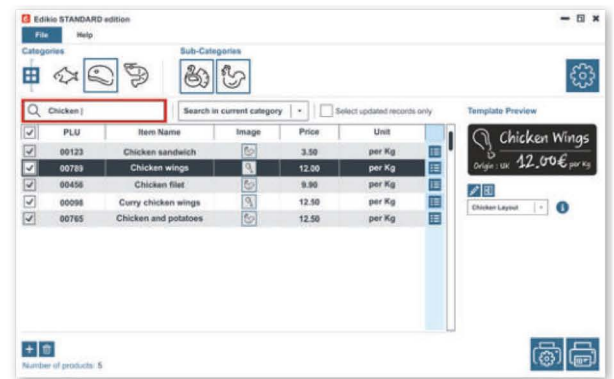 Edikio STANDARD edition
File Help
Categories Sub-Categories
Chicken | Search in current category Select updated records only Template Preview
PLU Item Name Image Price Unit
00123 Chicken sandwich 3.50 per Kg
00789 Chicken wings 12.00 per Kg
00456 Chicken filet 9.90 per Kg
00098 Curry chicken wings 12.50 per Kg
00765 Chicken and potatoes 12.50 per Kg
Chicken Wings
Origin : UK 12.00€ per Kg
Chicken Layout
Number of products: 5